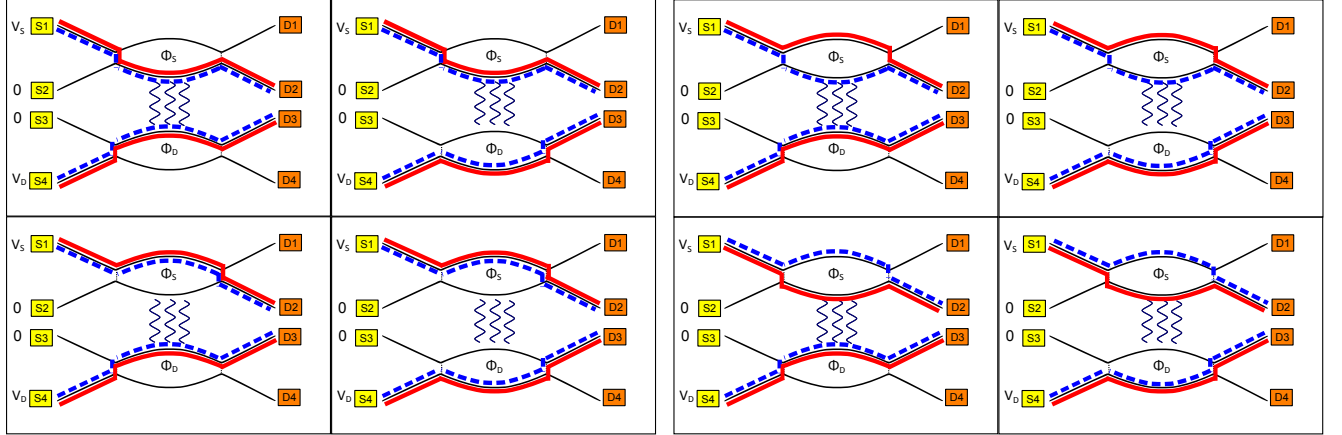 V_S S1 D1
Φ_S
0 S2 D2
0 S3 D3
Φ_D
V_D S4 D4
V_S S1 D1
Φ_S
0 S2 D2
0 S3 D3
Φ_D
V_D S4 D4
V_S S1 D1
Φ_S
0 S2 D2
0 S3 D3
Φ_D
V_D S4 D4
V_S S1 D1
Φ_S
0 S2 D2
0 S3 D3
Φ_D
V_D S4 D4
V_S S1 D1
Φ_S
0 S2 D2
0 S3 D3
Φ_D
V_D S4 D4
V_S S1 D1
Φ_S
0 S2 D2
0 S3 D3
Φ_D
V_D S4 D4
V_S S1 D1
Φ_S
0 S2 D2
0 S3 D3
Φ_D
V_D S4 D4
V_S S1 D1
Φ_S
0 S2 D2
0 S3 D3
Φ_D
V_D S4 D4